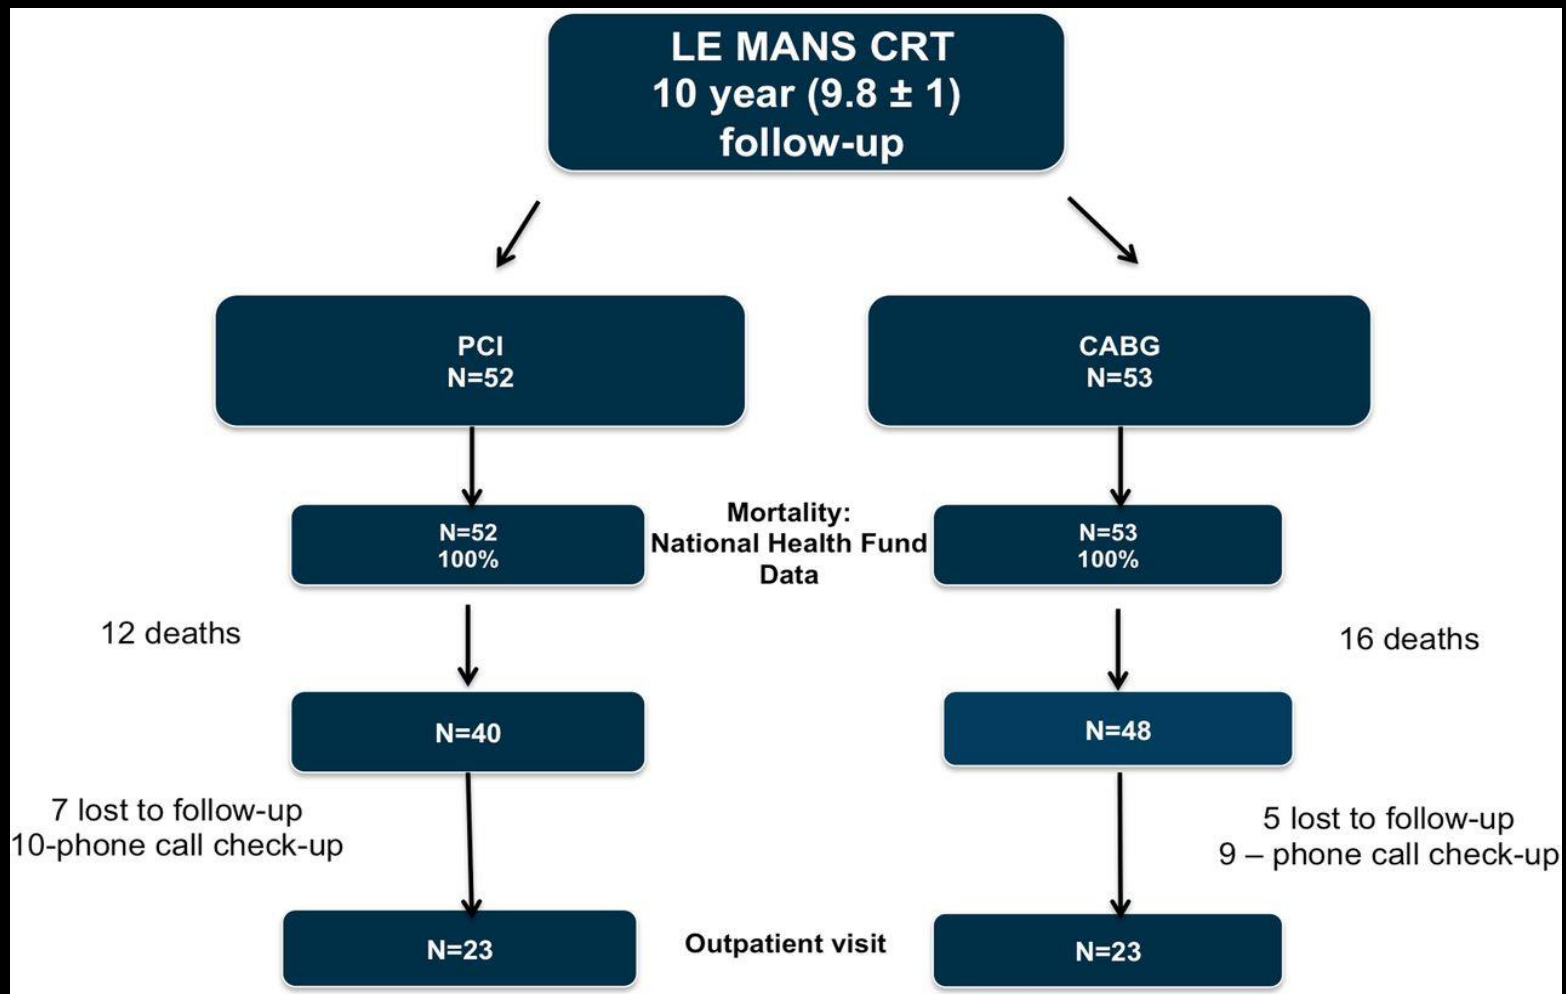 LE MANS CRT
10 year (9.8 ± 1)
follow-up
PCI
N=52
CABG
N=53
N=52
100%
Mortality:
National Health Fund
Data
N=53
100%
12 deaths
16 deaths
N=40
N=48
7 lost to follow-up
10-phone call check-up
5 lost to follow-up
9 – phone call check-up
N=23
Outpatient visit
N=23